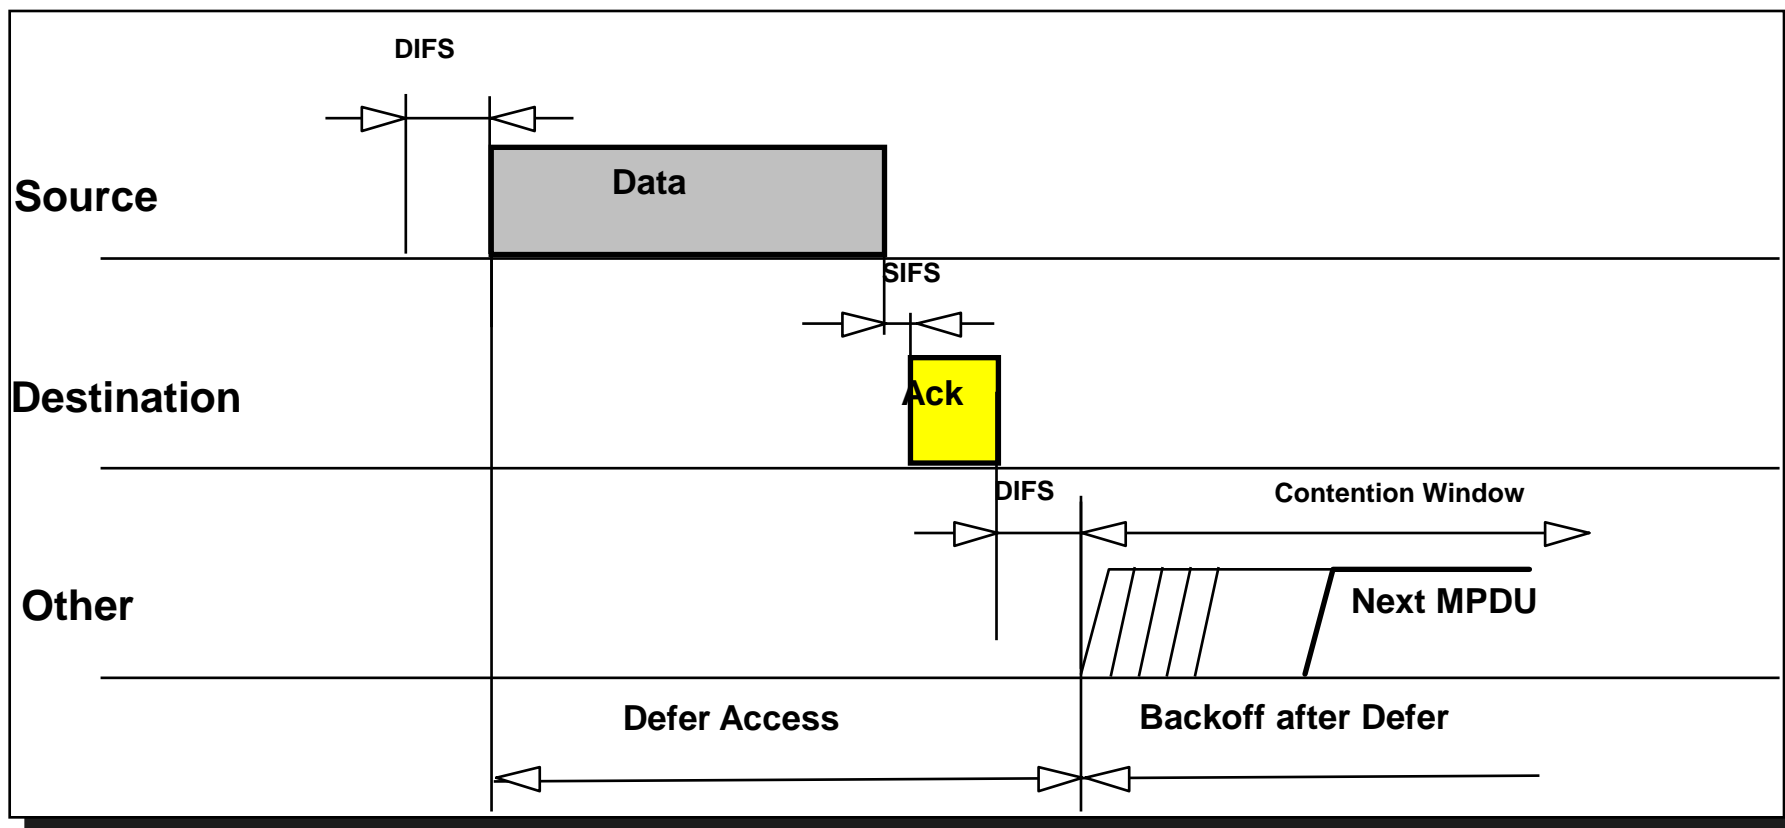 DIFS
Data
Source
SIFS
Ack
Destination
DIFS
Contention Window
Next MPDU
Other
Defer Access
Backoff after Defer